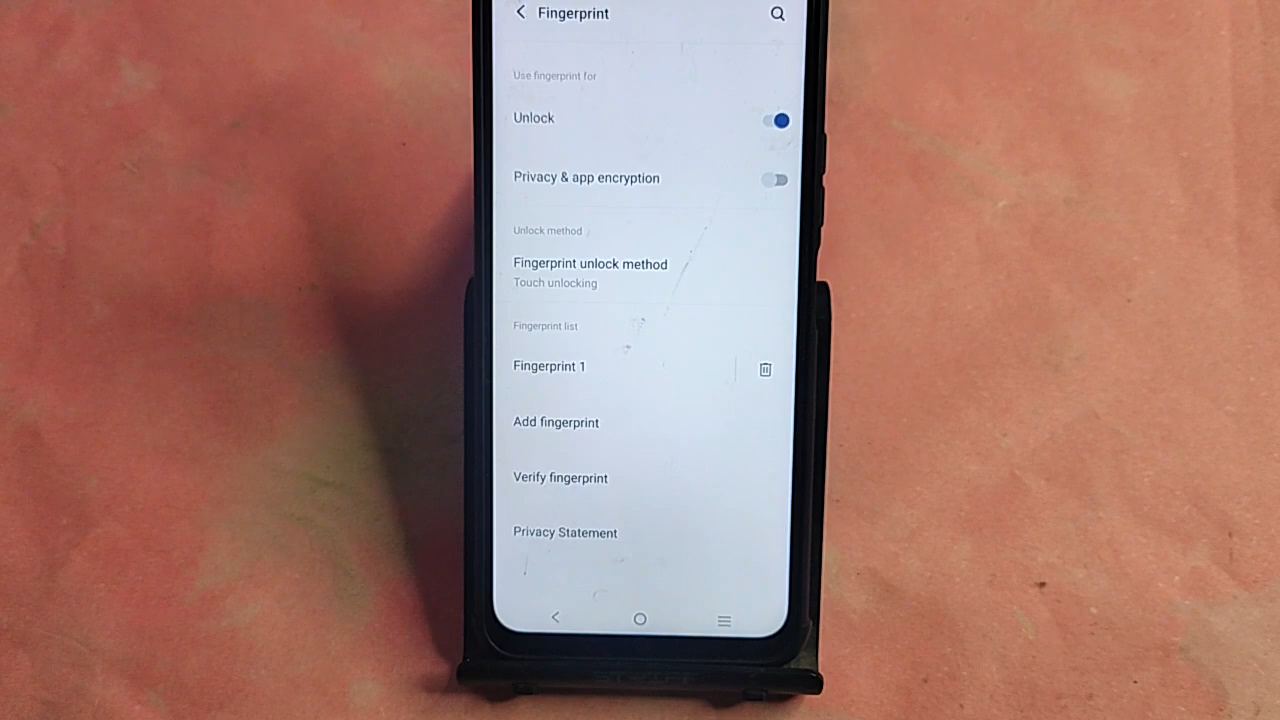 Fingerprint
Use fingerprint for
Unlock
Privacy & app encryption
Unlock method
Fingerprint unlock method
Touch unlocking
Fingerprint list
Fingerprint 1
Add fingerprint
Verify fingerprint
Privacy Statement